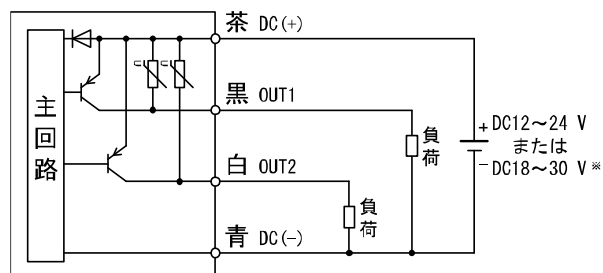 主回路
茶 DC(+)
黒 OUT1
白 OUT2
青 DC(−)
U
U
負荷
負荷
+ DC12～24 V
または
− DC18～30 V※